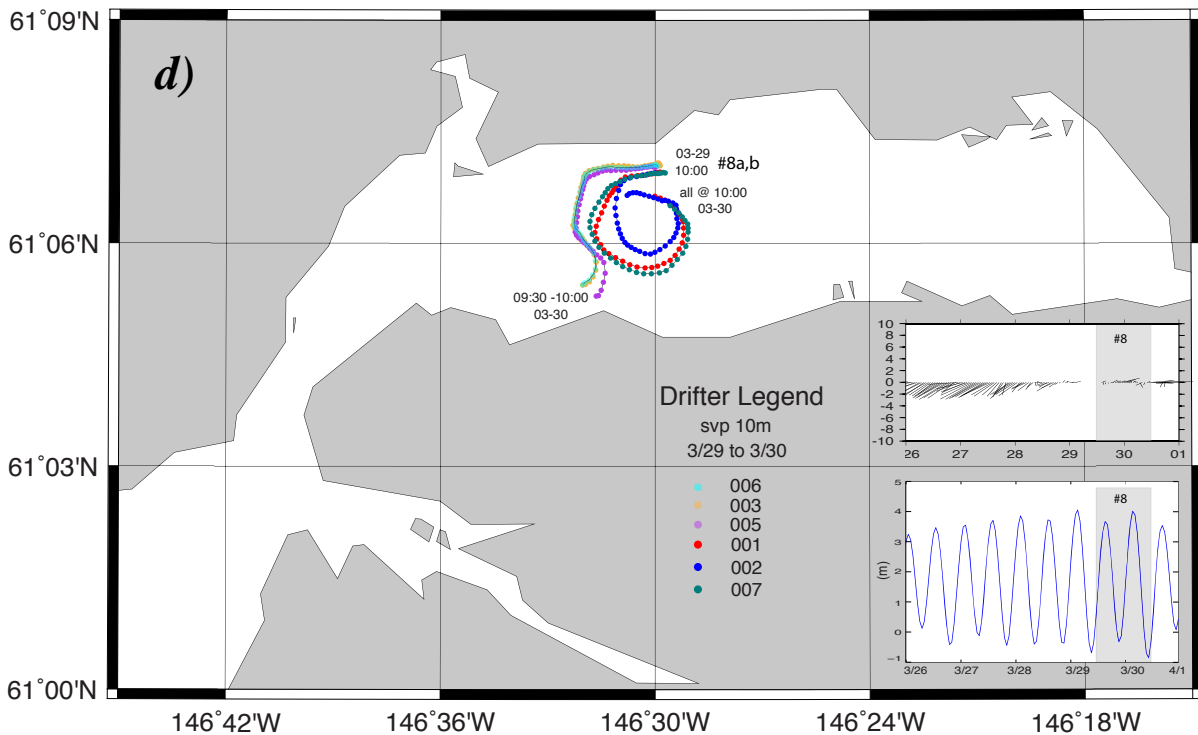 61°09'N
d)
03-29
#8a,b
10:00
all @ 10:00
03-30
61°06'N
09:30 -10:00
03-30
10
8
6
4
2
0
-2
-4
-6
-8
-10
#8
26
27
28
29
30
01
Drifter Legend
svp 10m
3/29 to 3/30
61°03'N
006
003
005
001
002
007
5
4
3
2
1
0
-1
(m)
#8
3/26
3/27
3/28
3/29
3/30
4/1
61°00'N
146°42'W
146°36'W
146°30'W
146°24'W
146°18'W